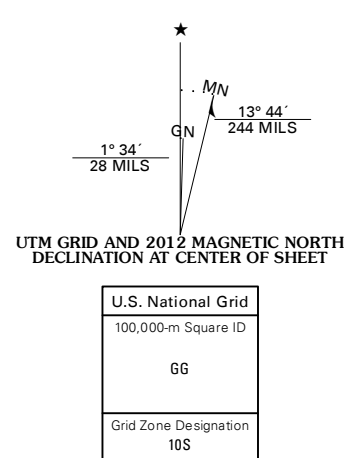 ★
MN
13° 44´
244 MILS
GN
1° 34´
28 MILS
UTM GRID AND 2012 MAGNETIC NORTH
DECLINATION AT CENTER OF SHEET
U.S. National Grid
100,000-m Square ID
GG
Grid Zone Designation
10S